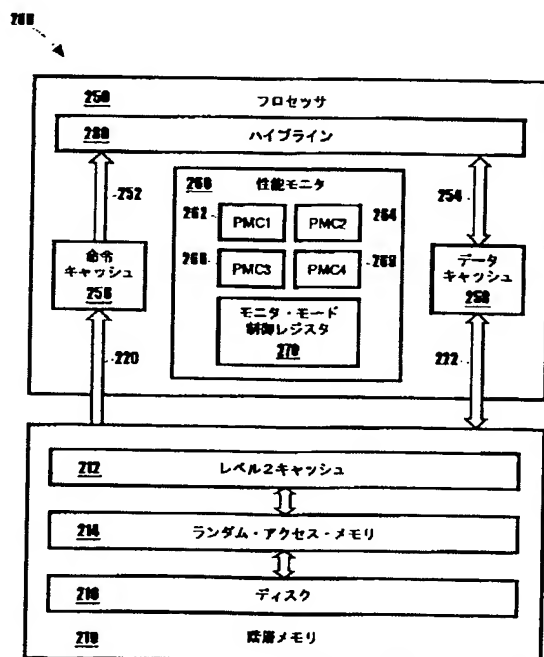 200
250 フロセッサ
280 ハイブライン
252
260 性能モニタ
254
262 PMC1 PMC2 264
266 PMC3 PMC4 268
命令
キャッシュ
256
データ
キャッシュ
258
モニタ・モード
制御レジスタ
270
220
222
212 レベル2キャッシュ
214 ランダム・アクセス・メモリ
216 ディスク
210 階層メモリ